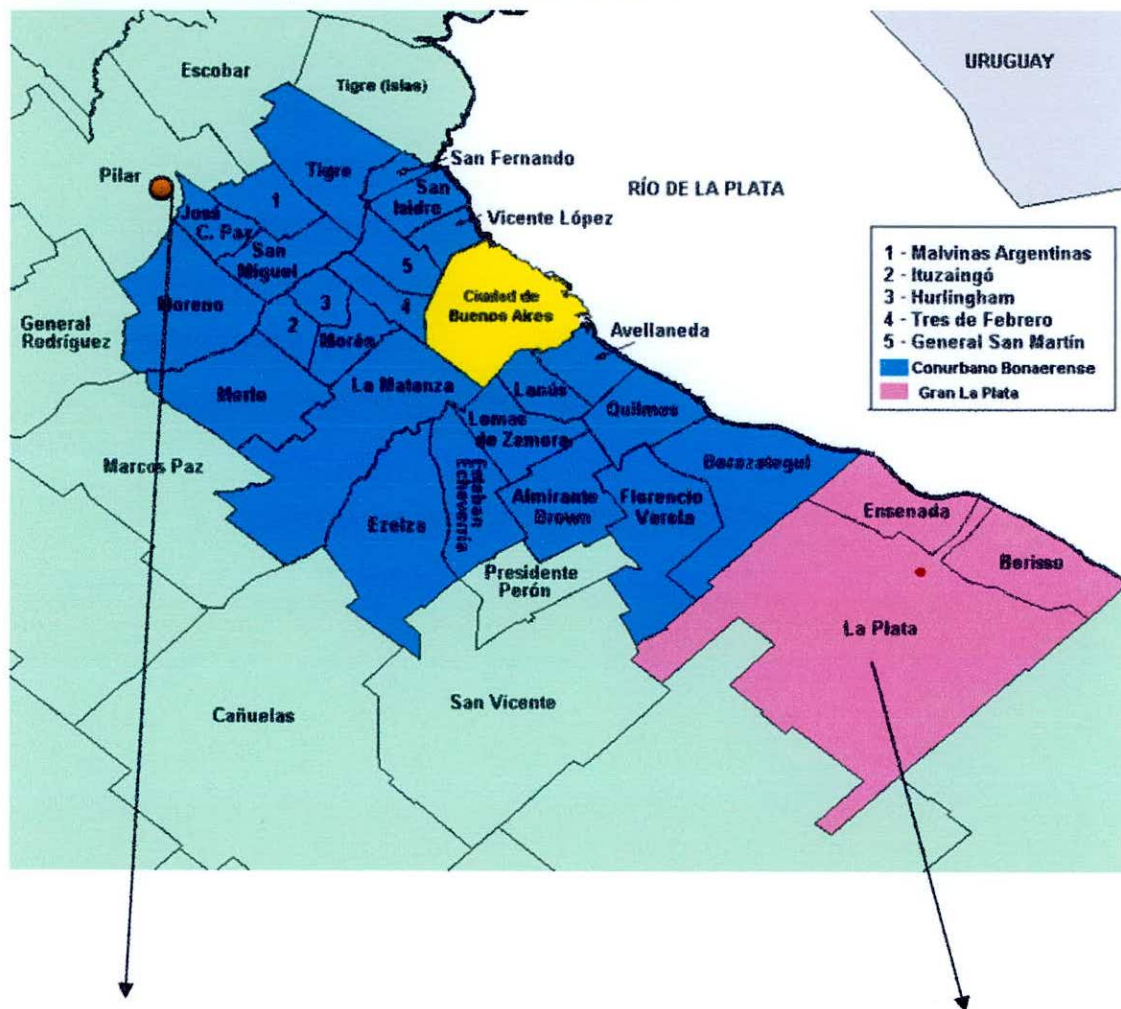 Escobar
Tigre (Islas)
URUGUAY
San Fernando
Tigre
Pilar
San
Isidro
RÍO DE LA PLATA
1
José
C. Paz
Vicente López
San
Miguel
5
1 - Malvinas Argentinas
2 - Ituzaingó
3 - Hurlingham
4 - Tres de Febrero
5 - General San Martín
Conurbano Bonaerense
Gran La Plata
Moreno
3
4
Ciudad de
Buenos Aires
General
Rodríguez
2
Morón
Avellaneda
La Matanza
Merlo
Lanús
Quilmes
Lomas
de Zamora
Marcos Paz
Berazategui
Esteban
Echeverría
Almirante
Brown
Florencio
Varela
Ezeiza
Ensenada
Berisso
Presidente
Perón
La Plata
San Vicente
Cañuelas